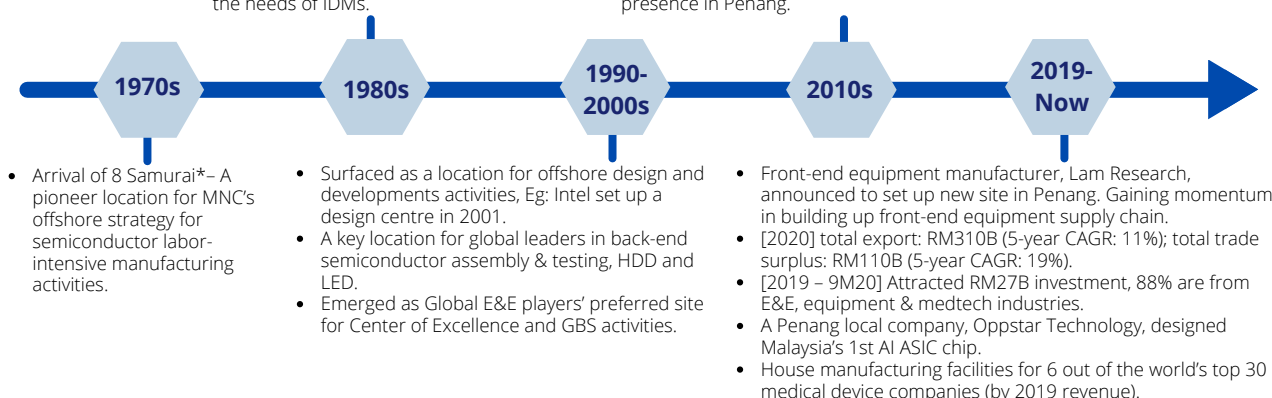 the needs of IDMs.
presence in Penang.
1970s
1980s
1990-
2000s
2010s
2019-
Now
• Arrival of 8 Samurai*– A
pioneer location for MNC's
offshore strategy for
semiconductor labor-
intensive manufacturing
activities.
• Surfaced as a location for offshore design and
developments activities, Eg: Intel set up a
design centre in 2001.
• A key location for global leaders in back-end
semiconductor assembly & testing, HDD and
LED.
• Emerged as Global E&E players' preferred site
for Center of Excellence and GBS activities.
• Front-end equipment manufacturer, Lam Research,
announced to set up new site in Penang. Gaining momentum
in building up front-end equipment supply chain.
• [2020] total export: RM310B (5-year CAGR: 11%); total trade
surplus: RM110B (5-year CAGR: 19%).
• [2019 – 9M20] Attracted RM27B investment, 88% are from
E&E, equipment & medtech industries.
• A Penang local company, Oppstar Technology, designed
Malaysia's 1st AI ASIC chip.
• House manufacturing facilities for 6 out of the world's top 30
medical device companies (by 2019 revenue).